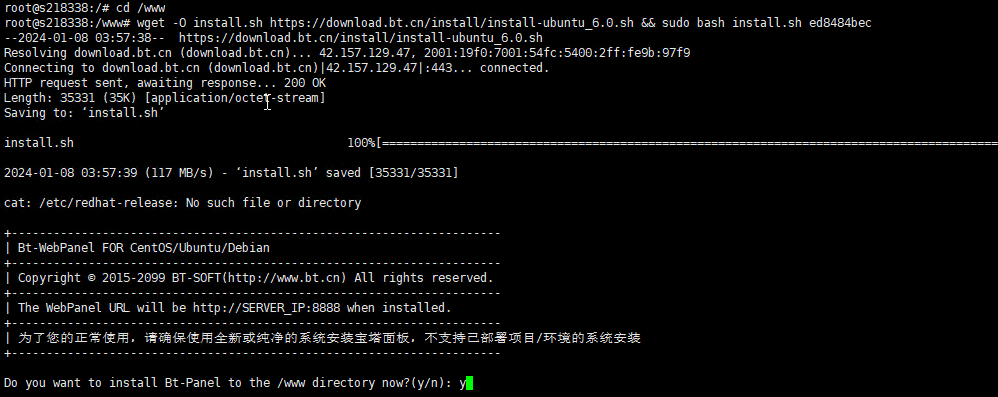 root@s218338:/# cd /www
root@s218338:/www# wget -O install.sh https://download.bt.cn/install/install-ubuntu_6.0.sh && sudo bash install.sh ed8484bec
--2024-01-08 03:57:38--  https://download.bt.cn/install/install-ubuntu_6.0.sh
Resolving download.bt.cn (download.bt.cn)... 42.157.129.47, 2001:19f0:7001:54fc:5400:2ff:fe9b:97f9
Connecting to download.bt.cn (download.bt.cn)|42.157.129.47|:443... connected.
HTTP request sent, awaiting response... 200 OK
Length: 35331 (35K) [application/octet-stream]
Saving to: ‘install.sh’
install.sh 100%[========================================================================================
2024-01-08 03:57:39 (117 MB/s) - ‘install.sh’ saved [35331/35331]
cat: /etc/redhat-release: No such file or directory
+----------------------------------------------------------------------
| Bt-WebPanel FOR CentOS/Ubuntu/Debian
+----------------------------------------------------------------------
| Copyright © 2015-2099 BT-SOFT(http://www.bt.cn) All rights reserved.
+----------------------------------------------------------------------
| The WebPanel URL will be http://SERVER_IP:8888 when installed.
+----------------------------------------------------------------------
| 为了您的正常使用，请确保使用全新或纯净的系统安装宝塔面板，不支持已部署项目/环境的系统安装
+----------------------------------------------------------------------
Do you want to install Bt-Panel to the /www directory now?(y/n): y